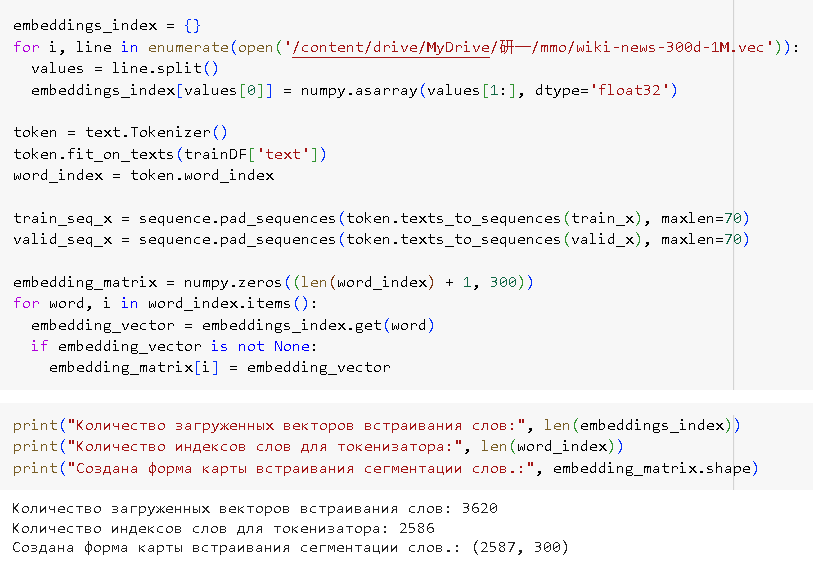 embeddings_index = {}
for i, line in enumerate(open('/content/drive/MyDrive/研一/mmo/wiki-news-300d-1M.vec')):
  values = line.split()
  embeddings_index[values[0]] = numpy.asarray(values[1:], dtype='float32')
token = text.Tokenizer()
token.fit_on_texts(trainDF['text'])
word_index = token.word_index
train_seq_x = sequence.pad_sequences(token.texts_to_sequences(train_x), maxlen=70)
valid_seq_x = sequence.pad_sequences(token.texts_to_sequences(valid_x), maxlen=70)
embedding_matrix = numpy.zeros((len(word_index) + 1, 300))
for word, i in word_index.items():
  embedding_vector = embeddings_index.get(word)
  if embedding_vector is not None:
    embedding_matrix[i] = embedding_vector
print("Количество загруженных векторов встраивания слов:", len(embeddings_index))
print("Количество индексов слов для токенизатора:", len(word_index))
print("Создана форма карты встраивания сегментации слов.:", embedding_matrix.shape)
Количество загруженных векторов встраивания слов: 3620
Количество индексов слов для токенизатора: 2586
Создана форма карты встраивания сегментации слов.: (2587, 300)